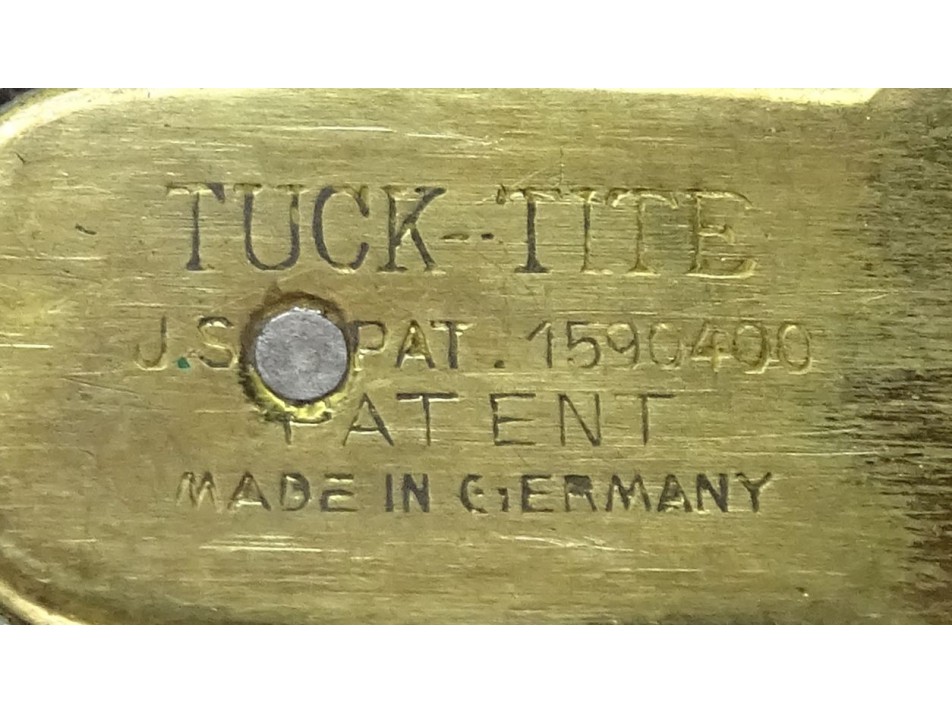 TUCK--TITE
J.S PAT. 1590400
PATENT
MADE IN GERMANY